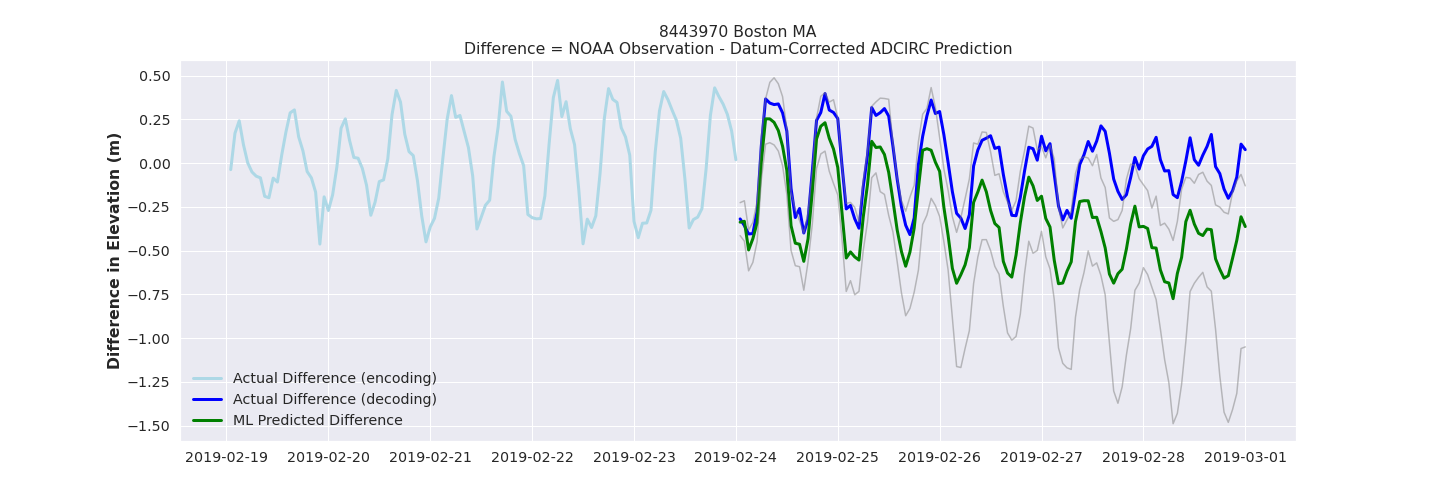 8443970 Boston MA
Difference = NOAA Observation - Datum-Corrected ADCIRC Prediction
Difference in Elevation (m)
0.50
0.25
0.00
−0.25
−0.50
−0.75
−1.00
−1.25
−1.50
Actual Difference (encoding)
Actual Difference (decoding)
ML Predicted Difference
2019-02-19 2019-02-20 2019-02-21 2019-02-22 2019-02-23 2019-02-24 2019-02-25 2019-02-26 2019-02-27 2019-02-28 2019-03-01